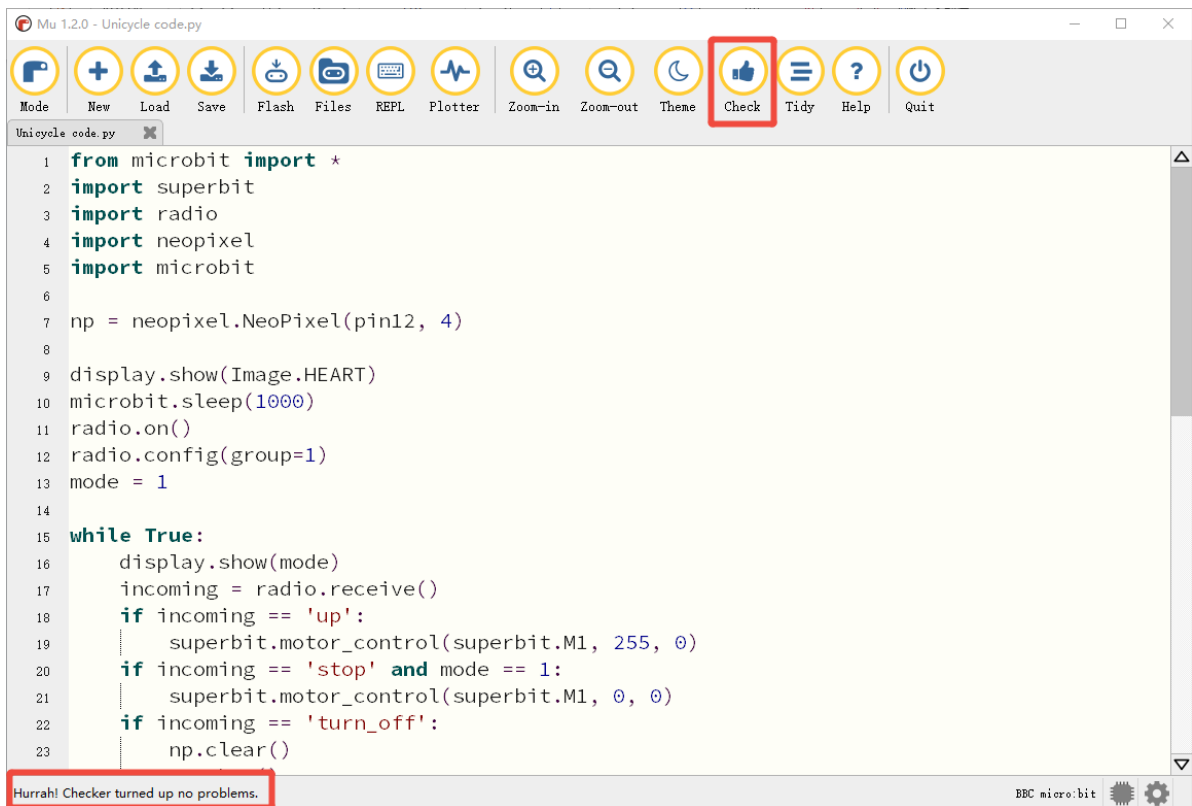 Mu 1.2.0 - Unicycle code.py
Mode New Load Save Flash Files REPL Plotter Zoom-in Zoom-out Theme Check Tidy Help Quit
Unicycle code.py
1 from microbit import *
2 import superbit
3 import radio
4 import neopixel
5 import microbit
6
7 np = neopixel.NeoPixel(pin12, 4)
8
9 display.show(Image.HEART)
10 microbit.sleep(1000)
11 radio.on()
12 radio.config(group=1)
13 mode = 1
14
15 while True:
16     display.show(mode)
17     incoming = radio.receive()
18     if incoming == 'up':
19         superbit.motor_control(superbit.M1, 255, 0)
20     if incoming == 'stop' and mode == 1:
21         superbit.motor_control(superbit.M1, 0, 0)
22     if incoming == 'turn_off':
23         np.clear()
Hurrah! Checker turned up no problems. BBC micro:bit